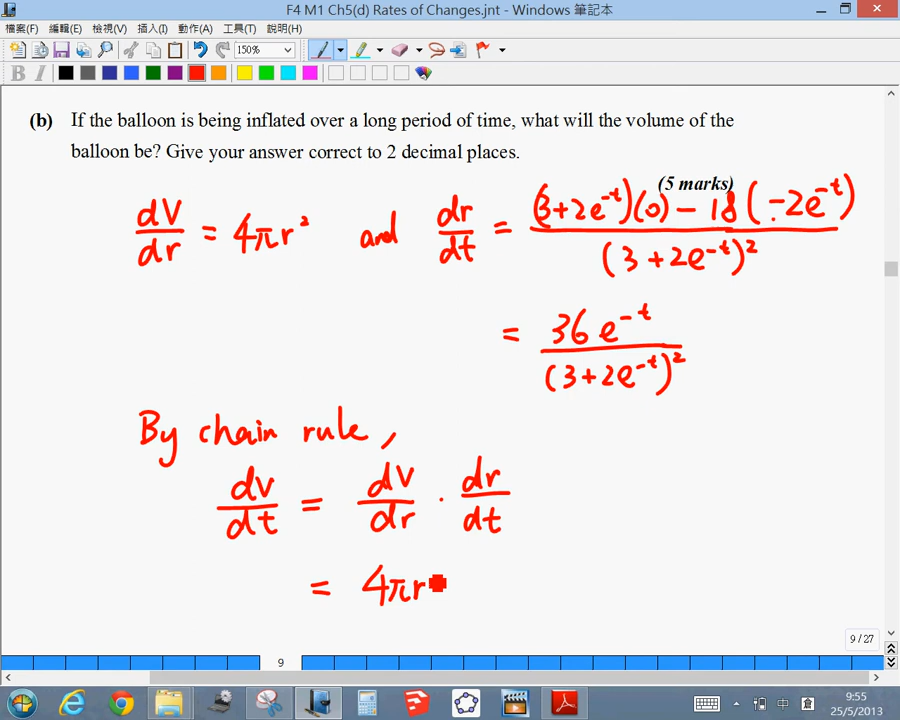 F4 M1 Ch5(d) Rates of Changes.jnt - Windows 筆記本
檔案(F) 編輯(E) 檢視(V) 插入(I) 動作(A) 工具(T) 說明(H)
150%
B I
(b) If the balloon is being inflated over a long period of time, what will the volume of the
balloon be? Give your answer correct to 2 decimal places.
(5 marks)
dV/dr = 4πr² and dr/dt = (3+2e^-t)(0) - 18(-2e^-t) / (3+2e^-t)²
= 36e^-t / (3+2e^-t)²
By chain rule,
dV/dt = dV/dr · dr/dt
= 4πr
9 / 27
9
中
9:55
25/5/2013